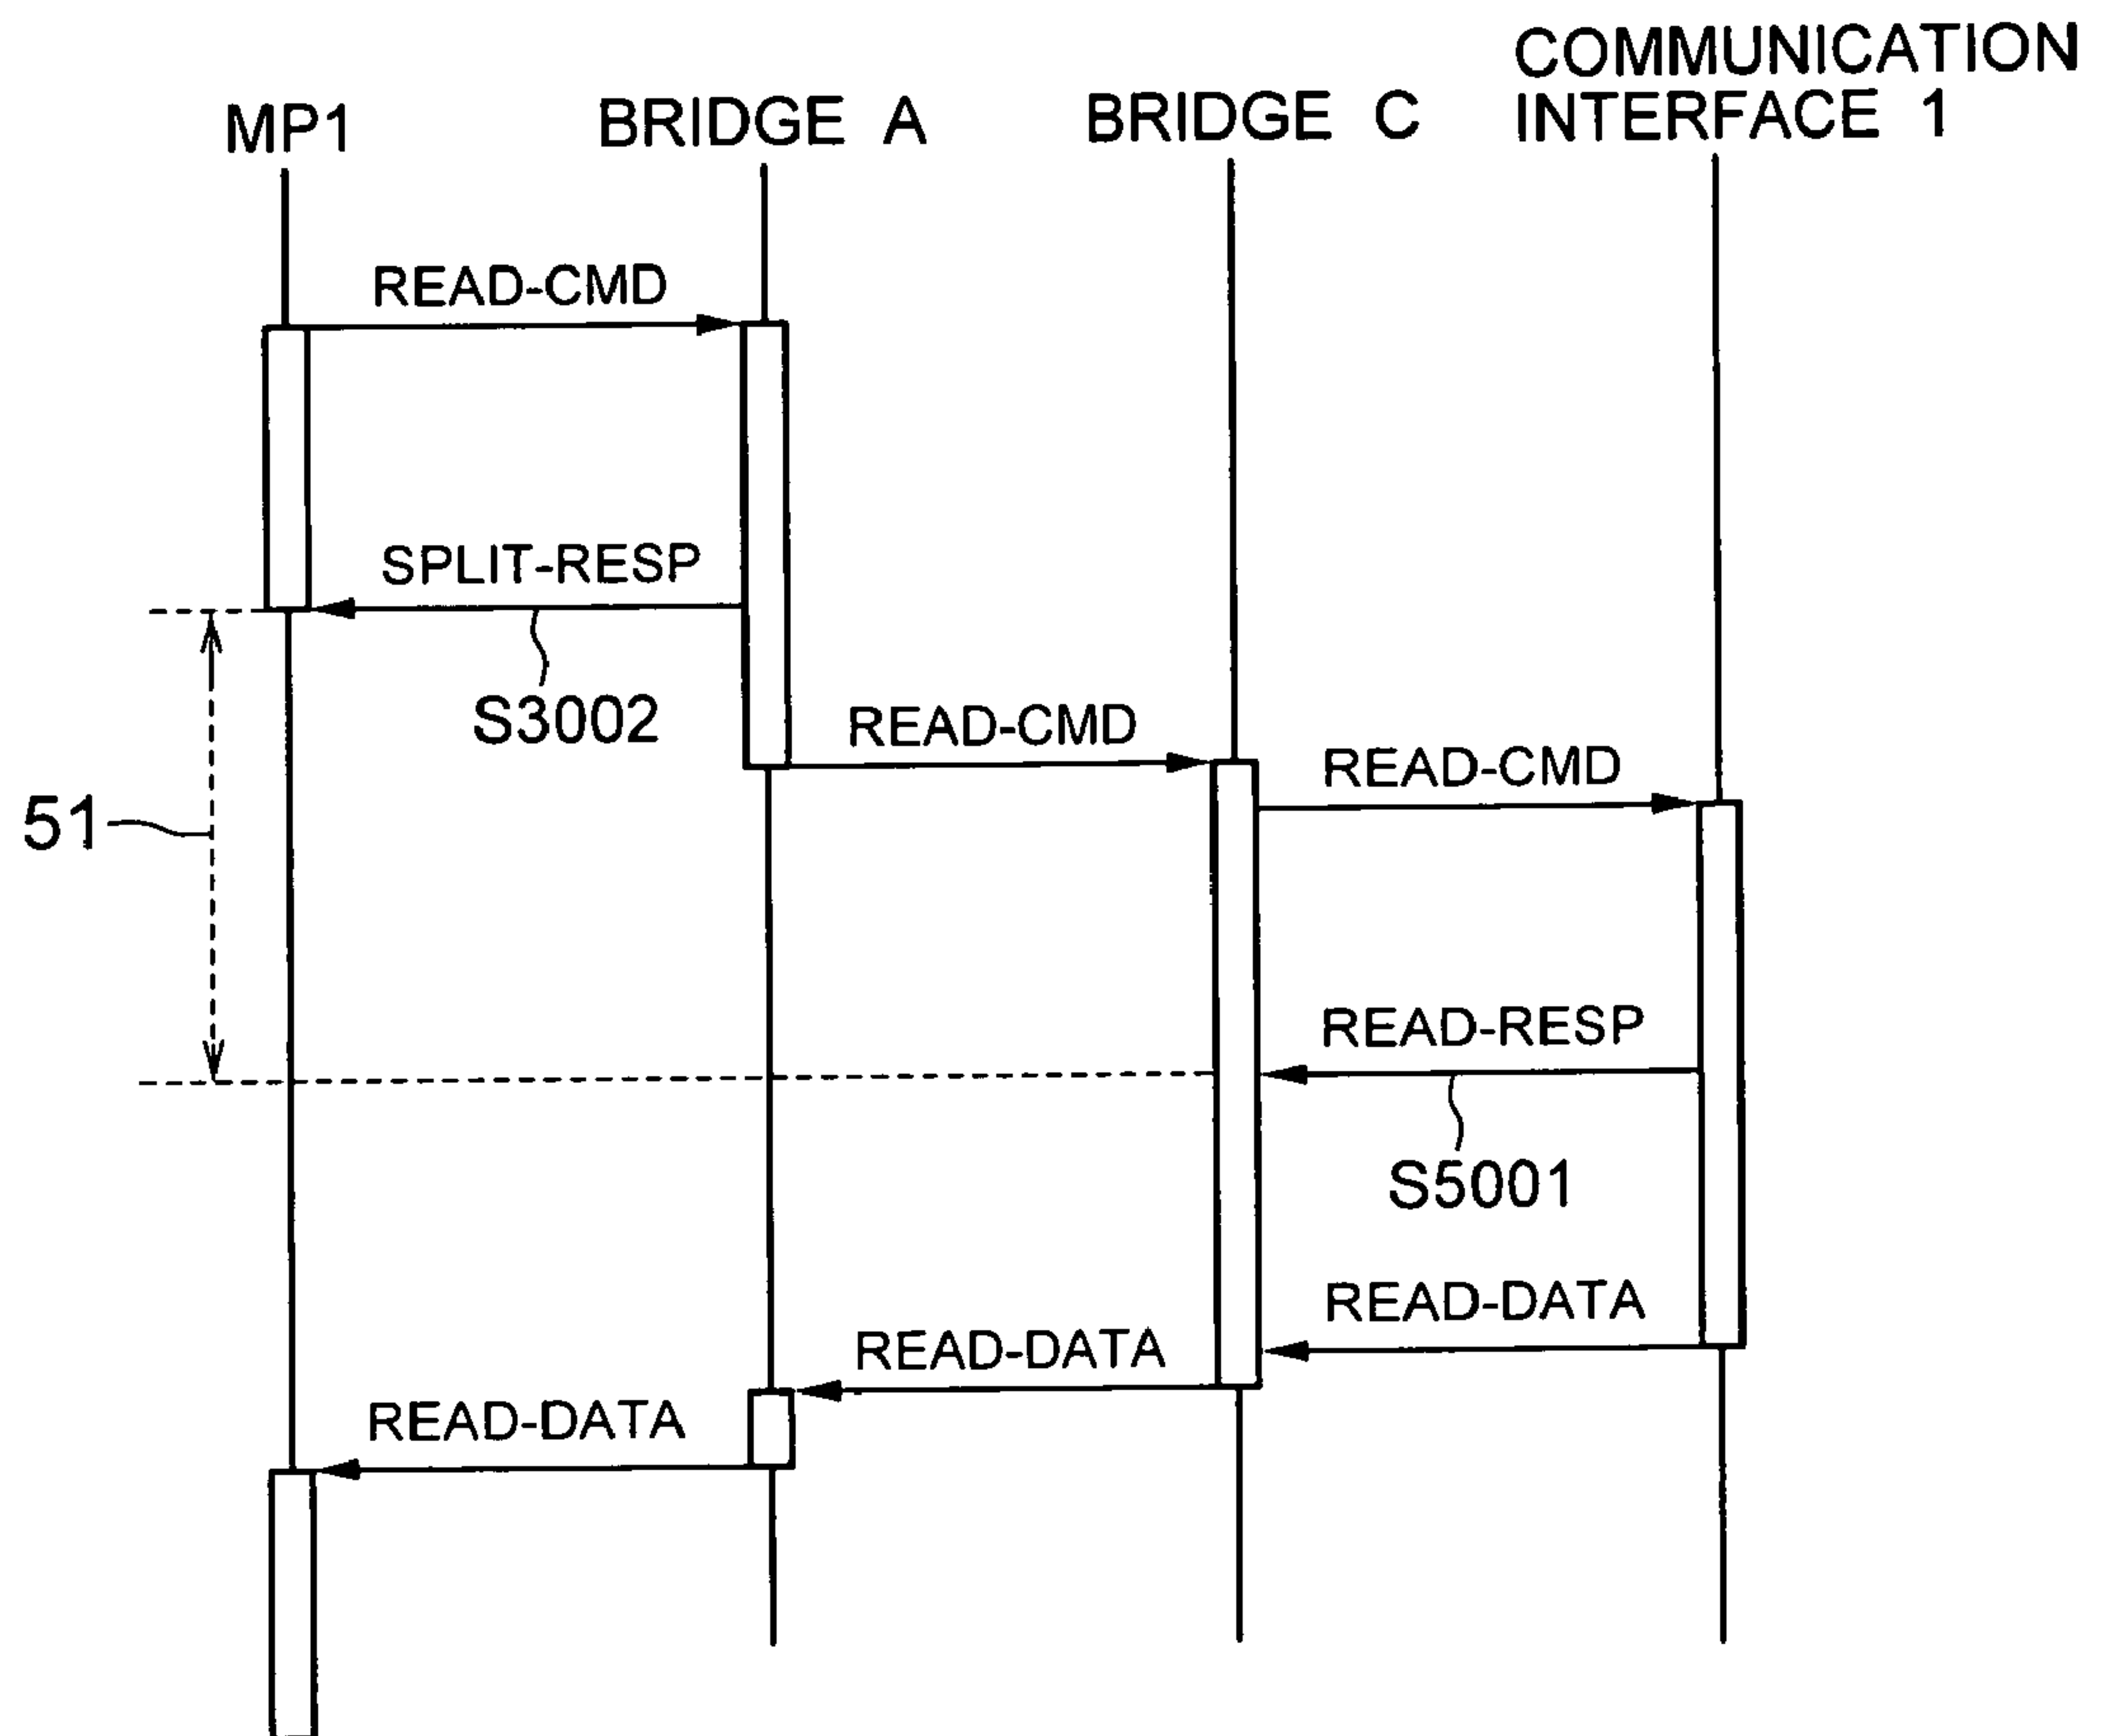 COMMUNICATION
INTERFACE 1
MP1
BRIDGE A
BRIDGE C
READ-CMD
SPLIT-RESP
S3002
READ-CMD
READ-CMD
51
READ-RESP
S5001
READ-DATA
READ-DATA
READ-DATA